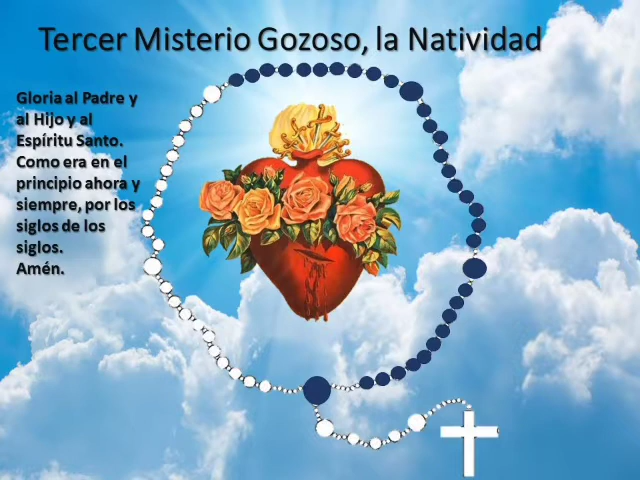 Tercer Misterio Gozoso, la Natividad
Gloria al Padre y
al Hijo y al
Espíritu Santo.
Como era en el
principio ahora y
siempre, por los
siglos de los
siglos.
Amén.